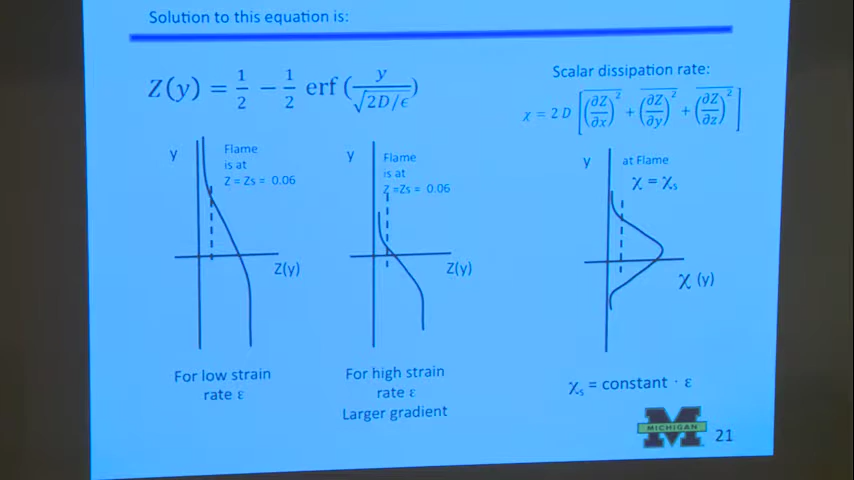 Solution to this equation is:
Z(y) = 1/2 − 1/2 erf (y/√2D/ϵ)
Scalar dissipation rate:
χ = 2 D [(∂Z/∂x)² + (∂Z/∂y)² + (∂Z/∂z)²]
y
Flame
is at
Z = Zs = 0.06
Z(y)
For low strain
rate ε
y
Flame
is at
Z =Zs = 0.06
Z(y)
For high strain
rate ε
Larger gradient
y
at Flame
χ = χs
χ (y)
χs = constant · ε
MICHIGAN
21